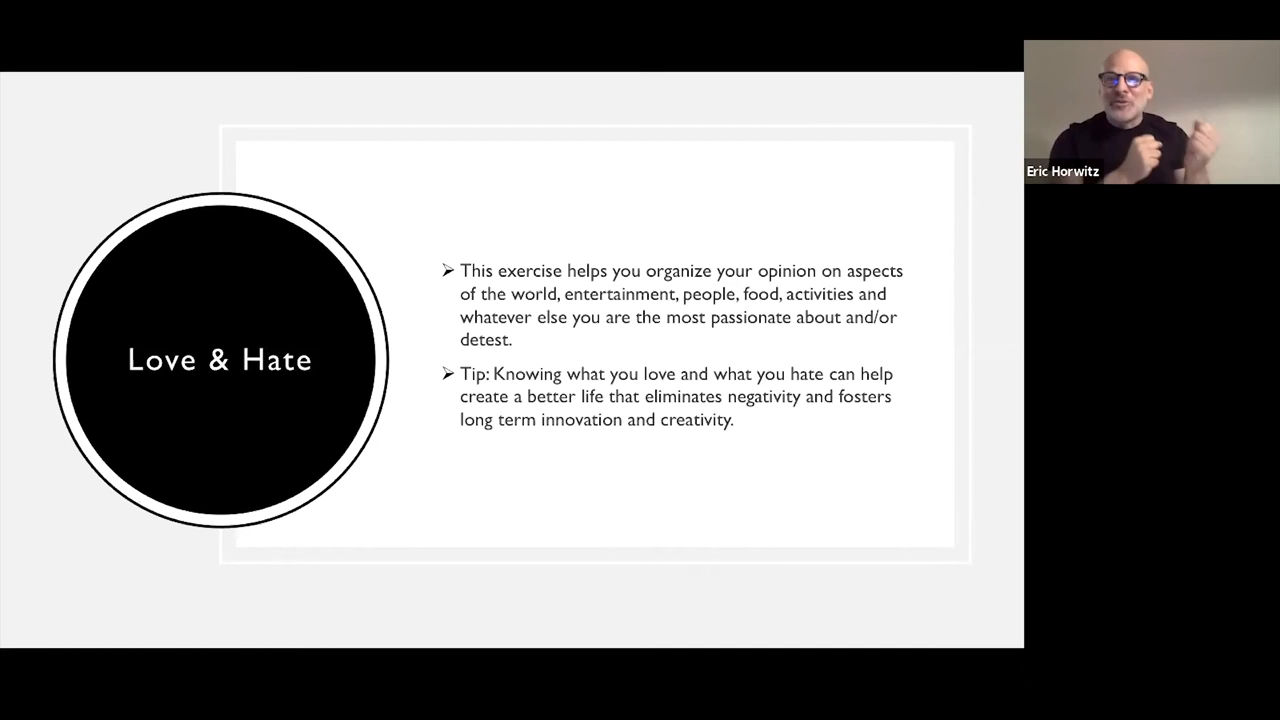 Love & Hate
➢ This exercise helps you organize your opinion on aspects
of the world, entertainment, people, food, activities and
whatever else you are the most passionate about and/or
detest.
➢ Tip: Knowing what you love and what you hate can help
create a better life that eliminates negativity and fosters
long term innovation and creativity.
Eric Horwitz